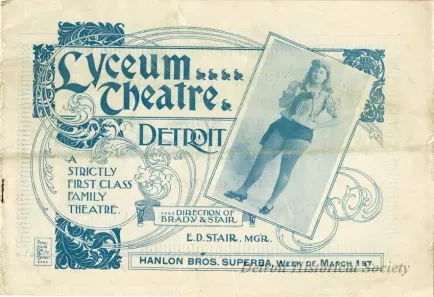 Lyceum
Theatre
DETROIT
A
STRICTLY
FIRST CLASS
FAMILY
THEATRE.
DIRECTION OF
BRADY & STAIR.
E.D. STAIR, MGR.
HANLON BROS. SUPERBA, WEEK OF MARCH 1ST.
Detroit Historical Society